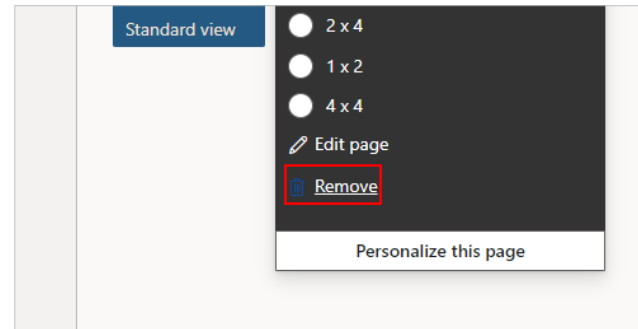 Standard view
2 x 4
1 x 2
4 x 4
Edit page
Remove
Personalize this page